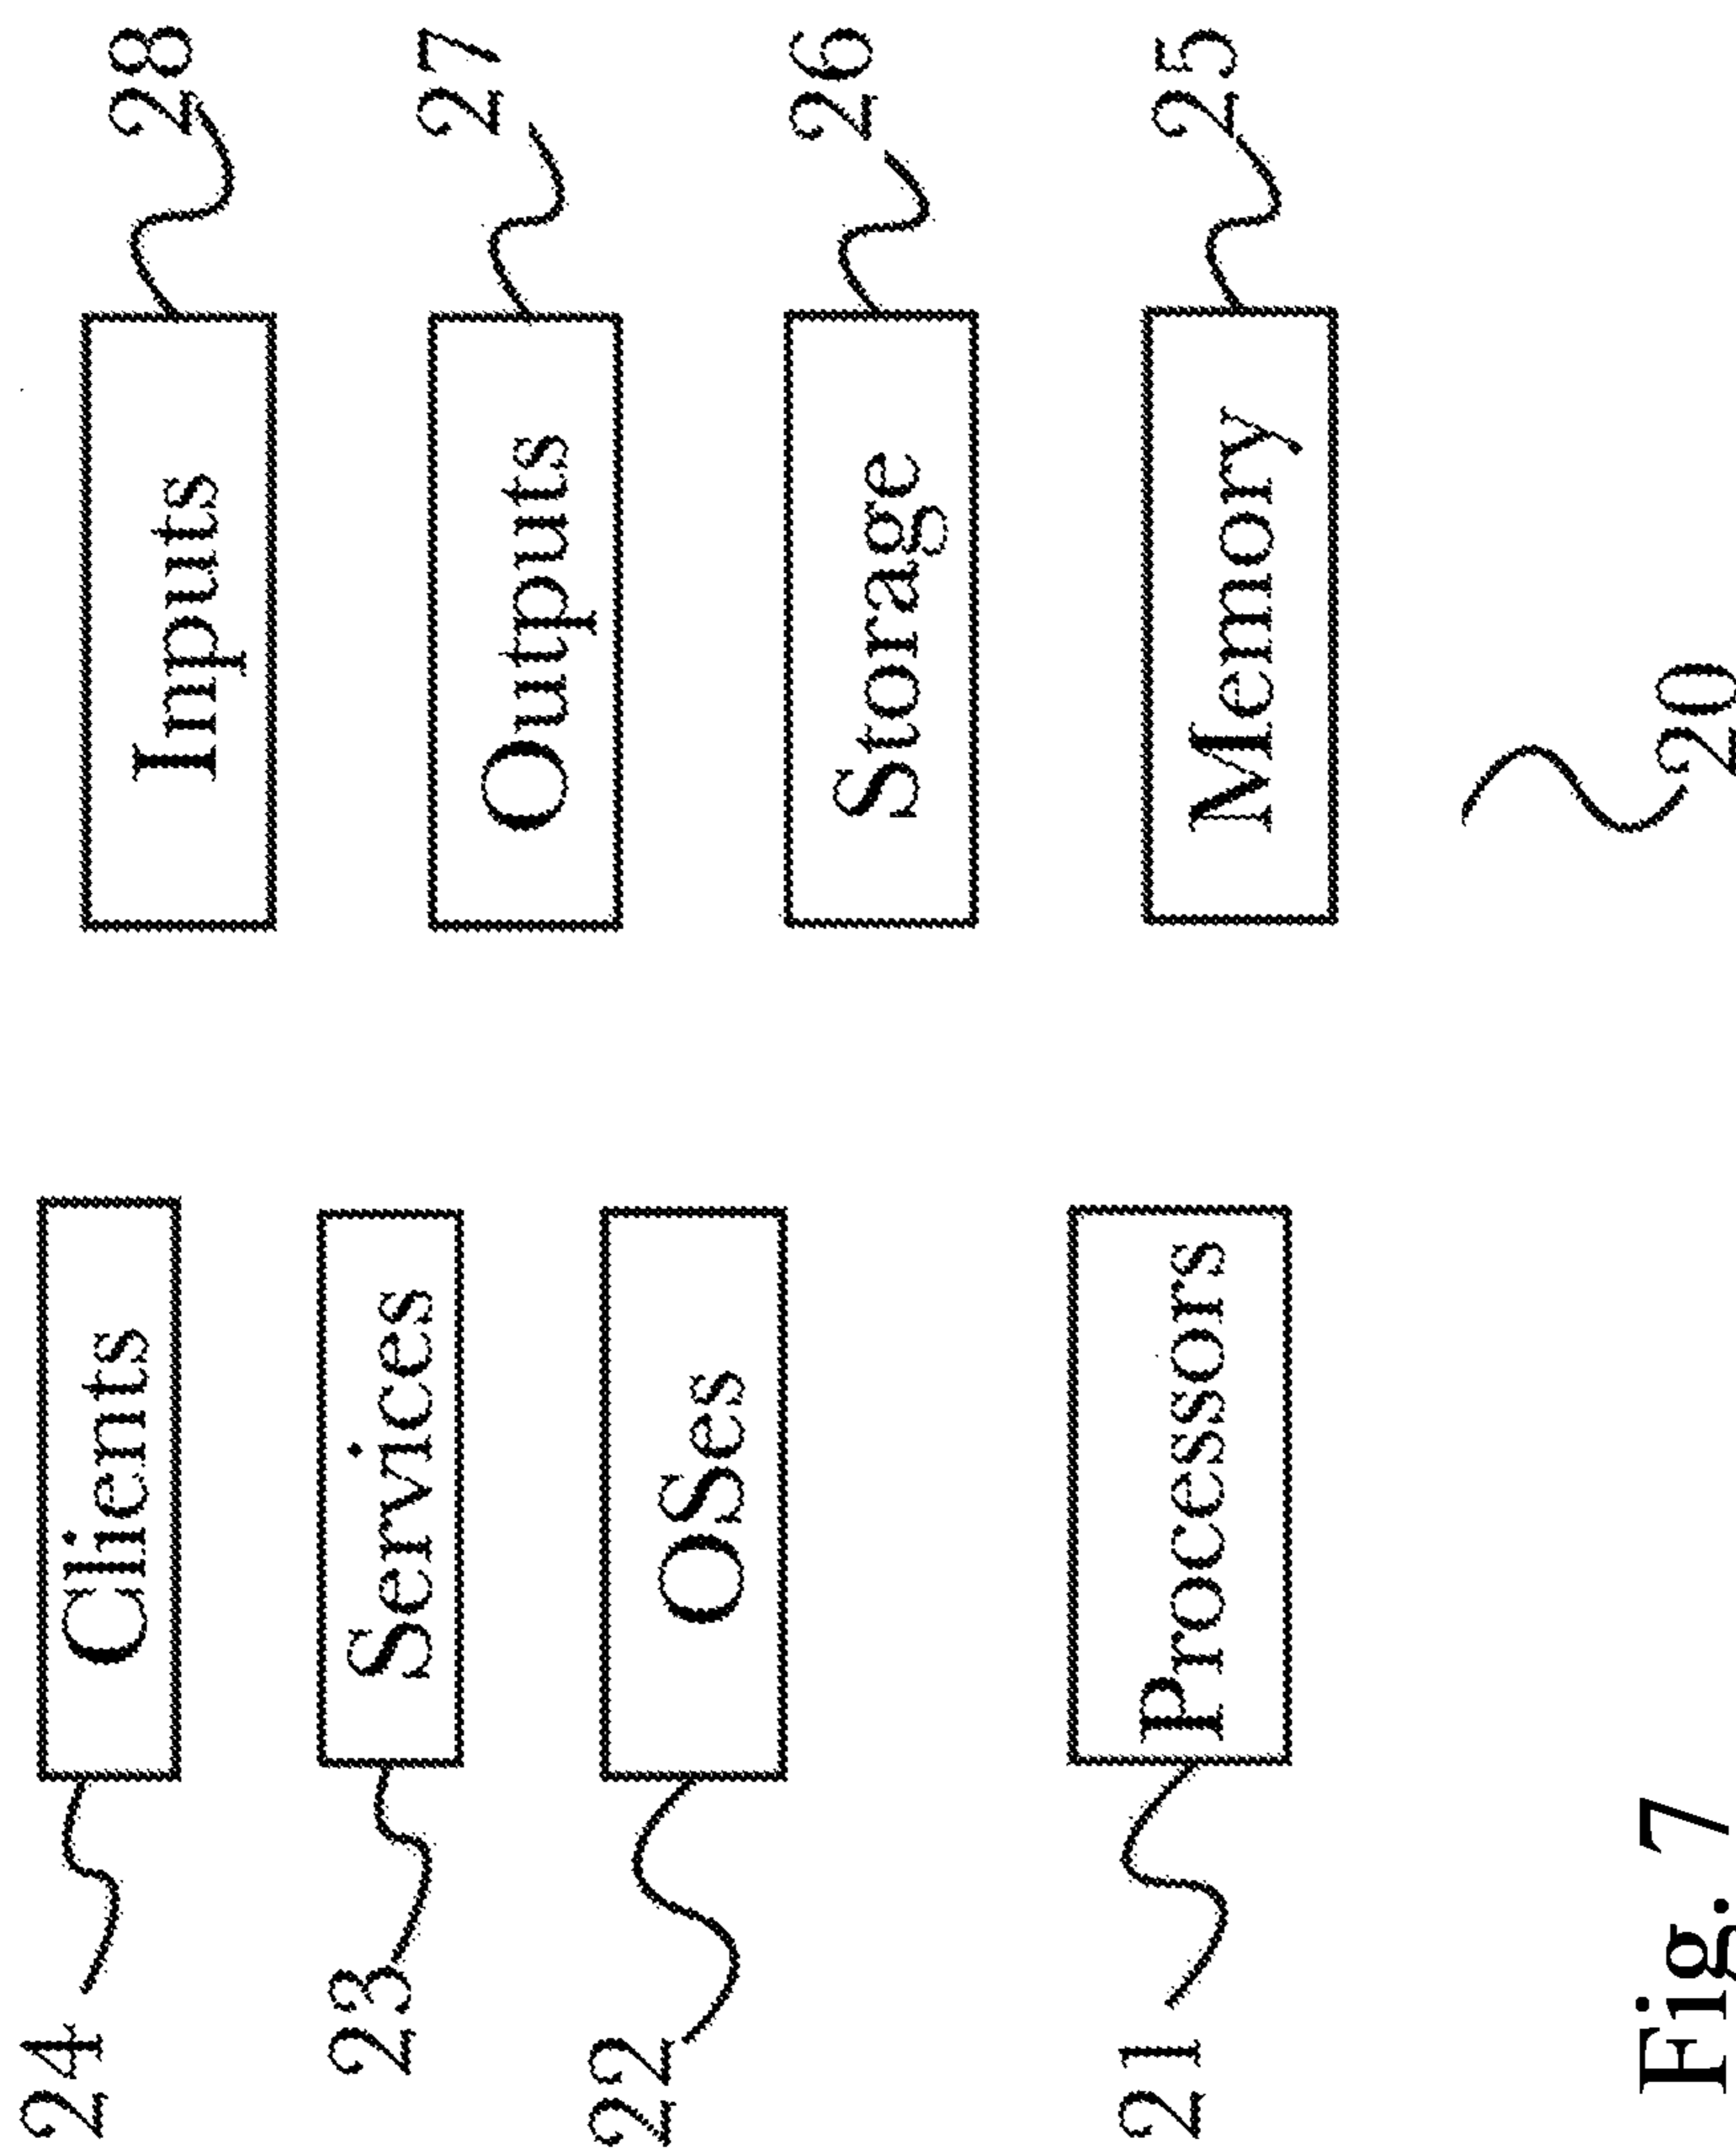 24 Clients Inputs 28
23 Services Outputs 27
22 OSes Storage 26
21 Processors Memory 25
Fig. 7 20